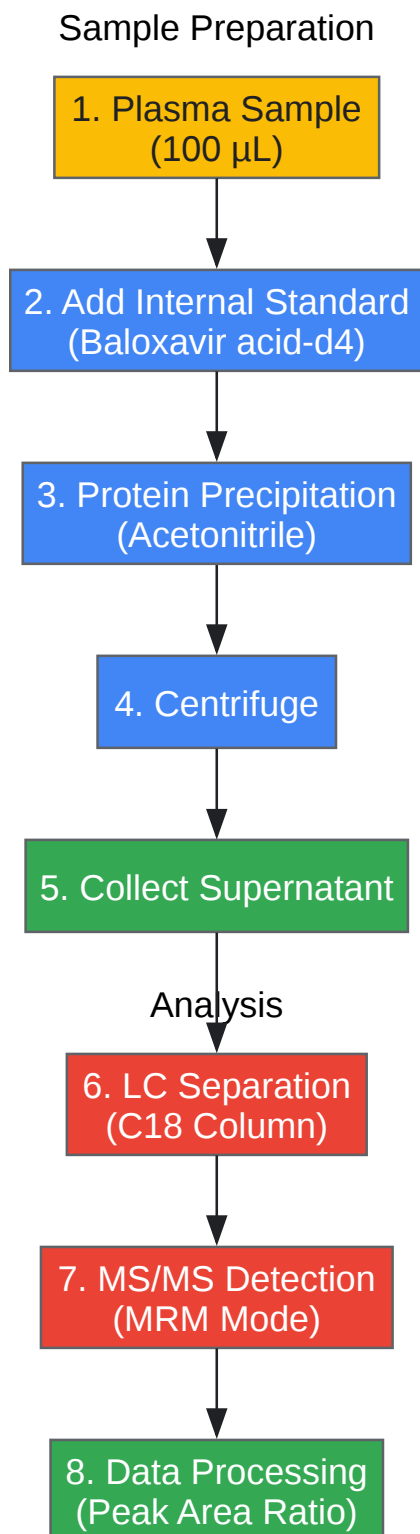 Sample Preparation
1. Plasma Sample
(100 µL)
2. Add Internal Standard
(Baloxavir acid-d4)
3. Protein Precipitation
(Acetonitrile)
4. Centrifuge
5. Collect Supernatant
Analysis
6. LC Separation
(C18 Column)
7. MS/MS Detection
(MRM Mode)
8. Data Processing
(Peak Area Ratio)